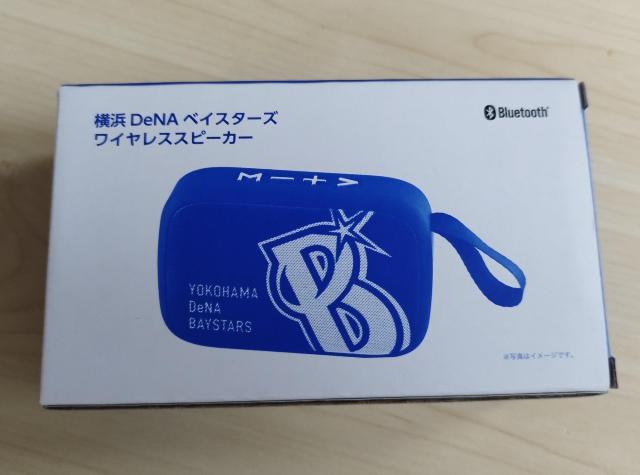 横浜 DeNA ベイスターズ
ワイヤレススピーカー
Bluetooth
M － + V
YOKOHAMA
DeNA
BAYSTARS
B
※写真はイメージです。